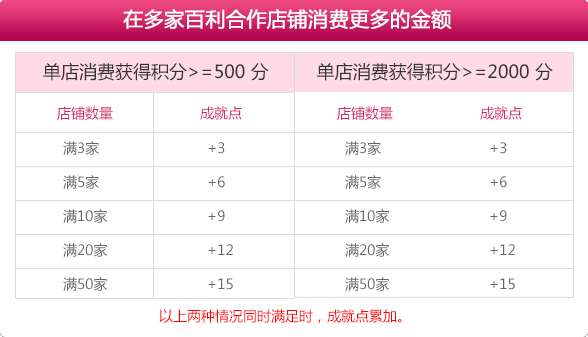 在多家百利合作店铺消费更多的金额
单店消费获得积分>=500 分 单店消费获得积分>=2000 分
店铺数量 成就点 店铺数量 成就点
满3家 +3 满3家 +3
满5家 +6 满5家 +6
满10家 +9 满10家 +9
满20家 +12 满20家 +12
满50家 +15 满50家 +15
以上两种情况同时满足时，成就点累加。